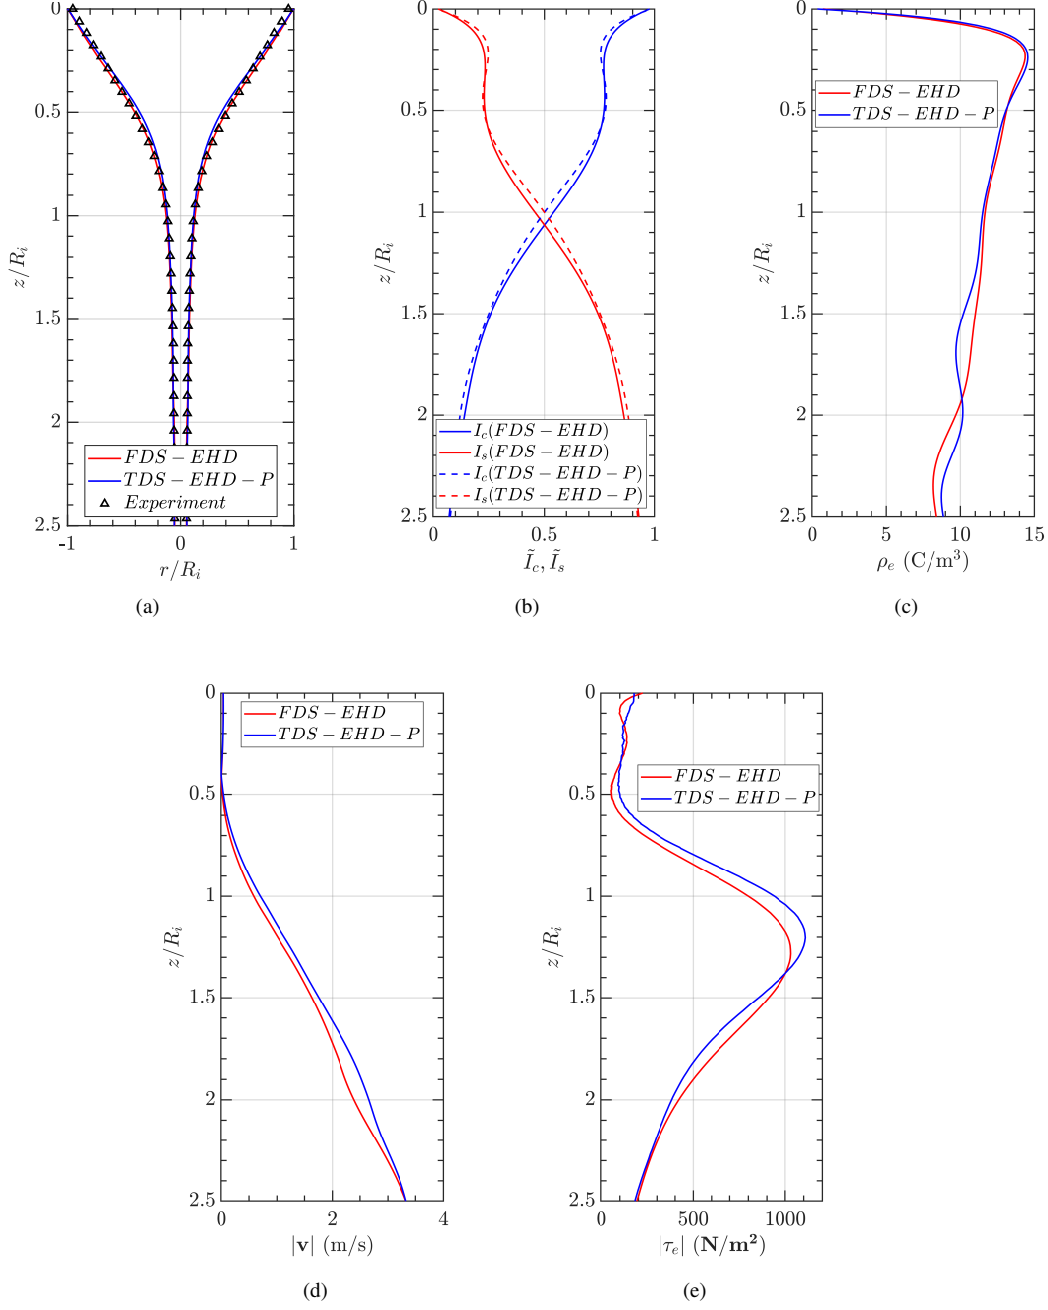 0
0.5
1
1.5
2
2.5
z/R_i
-1
0
1
r/R_i
FDS − EHD
TDS − EHD − P
Experiment
(a)
0
0.5
1
1.5
2
2.5
z/R_i
0
0.5
1
Ĩ_c, Ĩ_s
I_c(FDS − EHD)
I_s(FDS − EHD)
I_c(TDS − EHD − P)
I_s(TDS − EHD − P)
(b)
0
0.5
1
1.5
2
2.5
z/R_i
0
5
10
15
ρ_e (C/m³)
FDS − EHD
TDS − EHD − P
(c)
0
0.5
1
1.5
2
2.5
z/R_i
0
2
4
|v| (m/s)
FDS − EHD
TDS − EHD − P
(d)
0
0.5
1
1.5
2
2.5
z/R_i
0
500
1000
|τ_e| (N/m²)
FDS − EHD
TDS − EHD − P
(e)